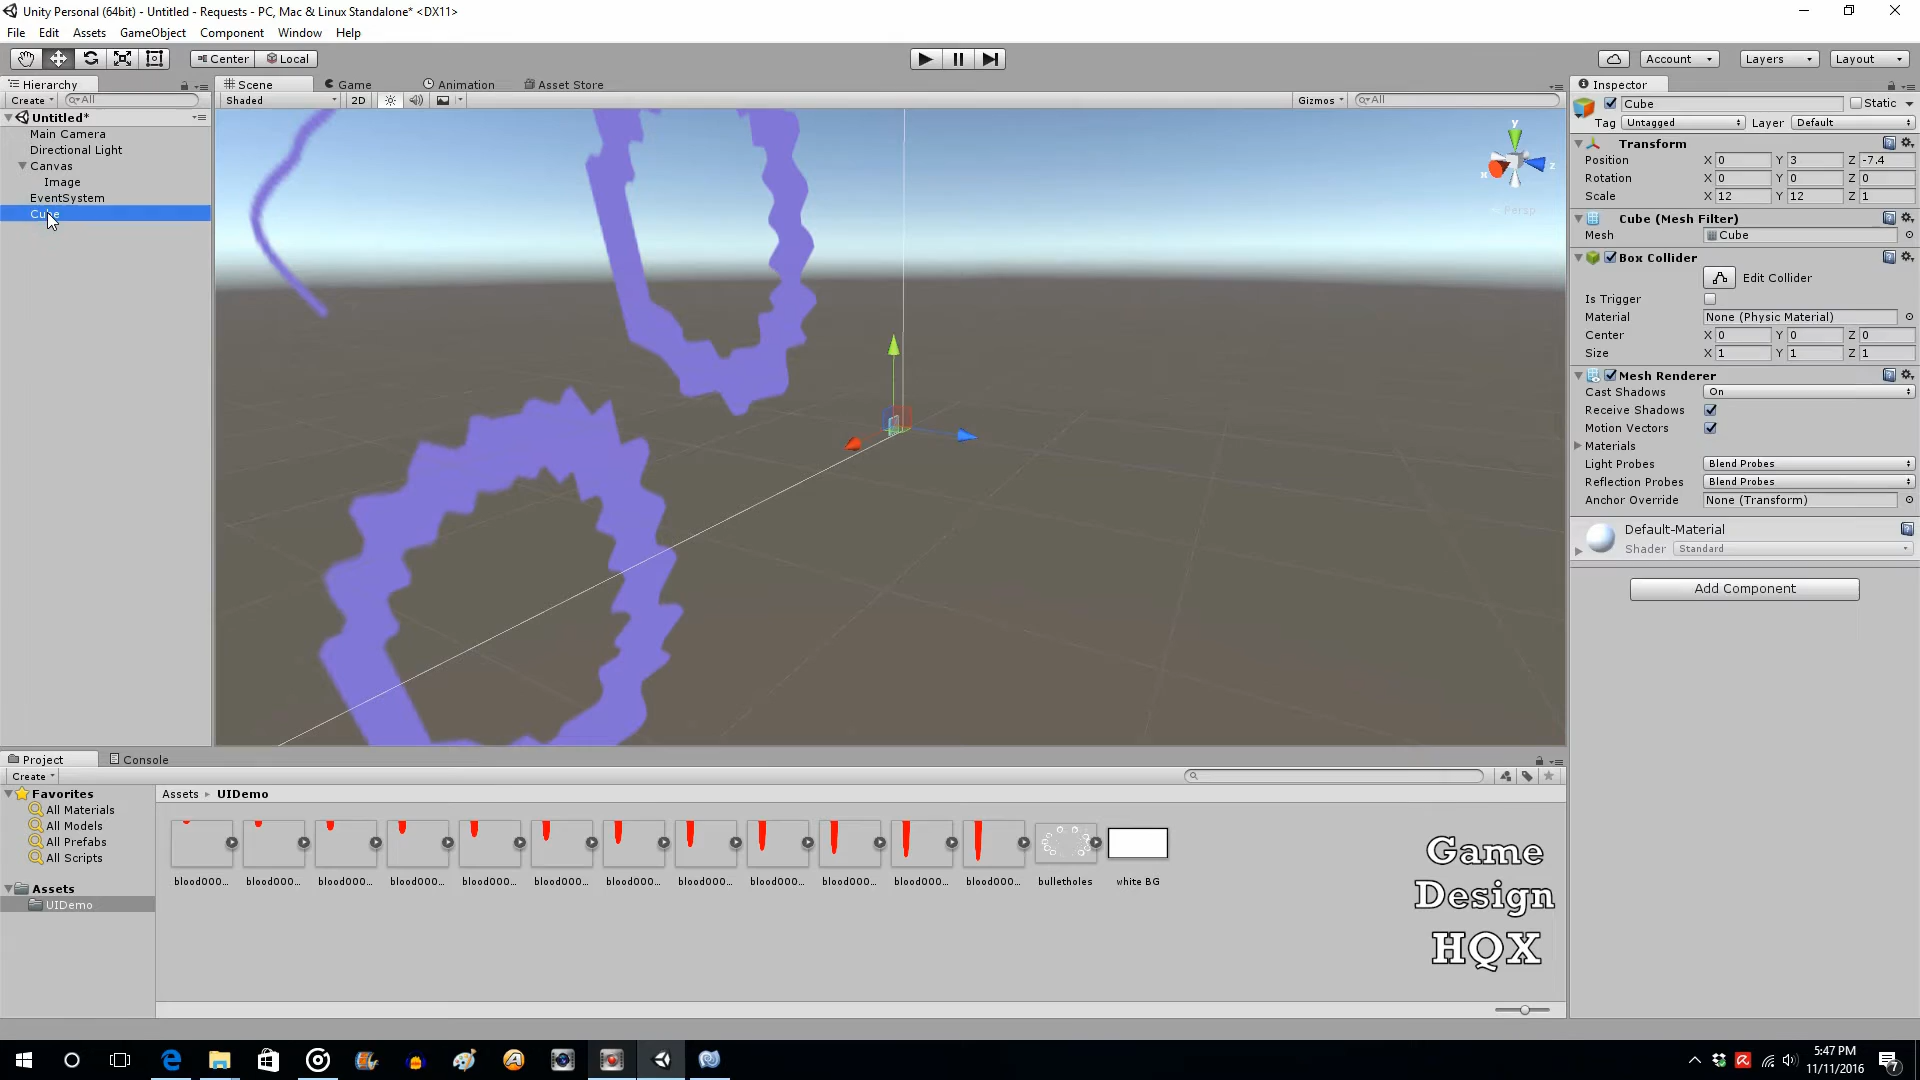 Unity Personal (64bit) - Untitled - Requests - PC, Mac & Linux Standalone* <DX11>
File Edit Assets GameObject Component Window Help
Center Local Account Layers Layout
Hierarchy Scene Game Animation Asset Store Inspector
Create All Shaded 2D Gizmos All Cube Static
Untitled*
Tag Untagged Layer Default
Main Camera
Directional Light
Canvas
Image
EventSystem
Cube
y
x
z
Persp
Transform
Position X 0 Y 3 Z -7.4
Rotation X 0 Y 0 Z 0
Scale X 12 Y 12 Z 1
Cube (Mesh Filter)
Mesh Cube
Box Collider
Edit Collider
Is Trigger
Material None (Physic Material)
Center X 0 Y 0 Z 0
Size X 1 Y 1 Z 1
Mesh Renderer
Cast Shadows On
Receive Shadows
Motion Vectors
Materials
Light Probes Blend Probes
Reflection Probes Blend Probes
Anchor Override None (Transform)
Default-Material
Shader Standard
Add Component
Project Console
Create
Favorites
All Materials
All Models
All Prefabs
All Scripts
Assets
UIDemo
Assets UIDemo
blood000... blood000... blood000... blood000... blood000... blood000... blood000... blood000... blood000... blood000... blood000... blood000... bulletholes white BG
Game
Design
HQX
5:47 PM
11/11/2016
7